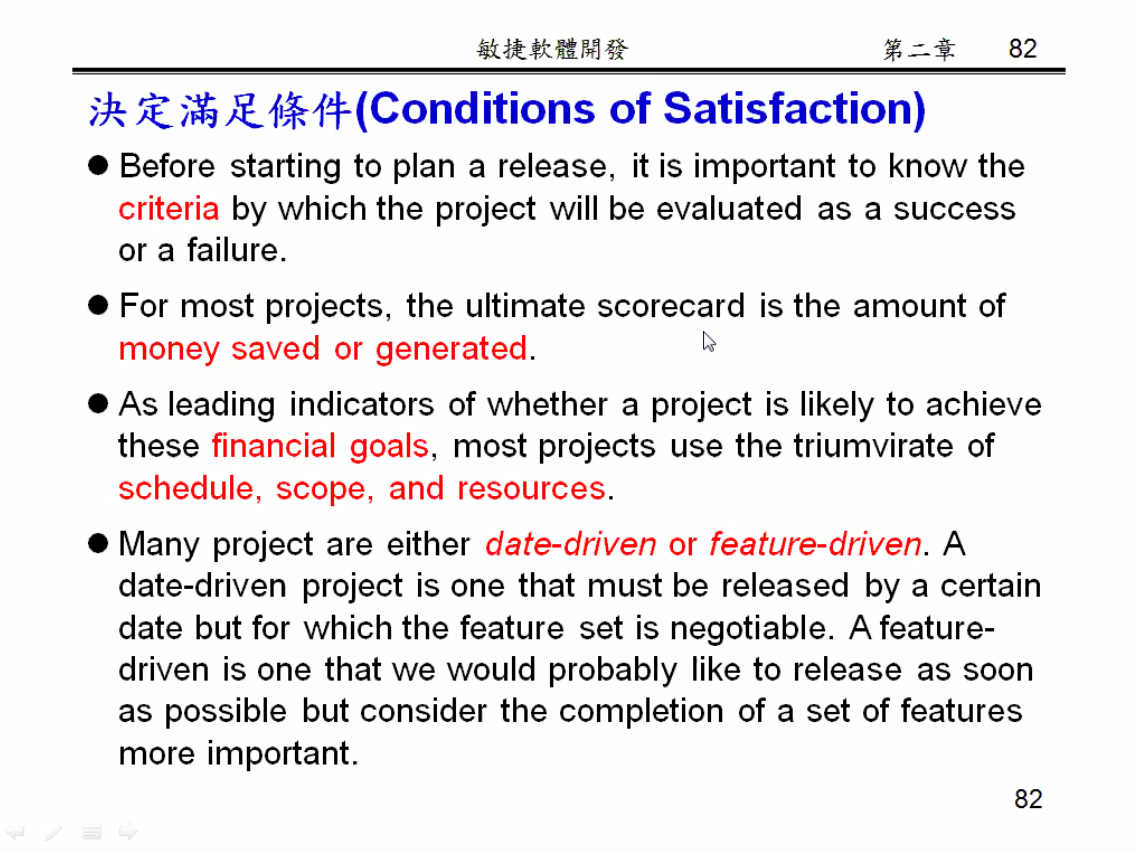 敏捷軟體開發 第二章 82
決定滿足條件(Conditions of Satisfaction)
● Before starting to plan a release, it is important to know the
criteria by which the project will be evaluated as a success
or a failure.
● For most projects, the ultimate scorecard is the amount of
money saved or generated.
● As leading indicators of whether a project is likely to achieve
these financial goals, most projects use the triumvirate of
schedule, scope, and resources.
● Many project are either date-driven or feature-driven. A
date-driven project is one that must be released by a certain
date but for which the feature set is negotiable. A feature-
driven is one that we would probably like to release as soon
as possible but consider the completion of a set of features
more important.
82